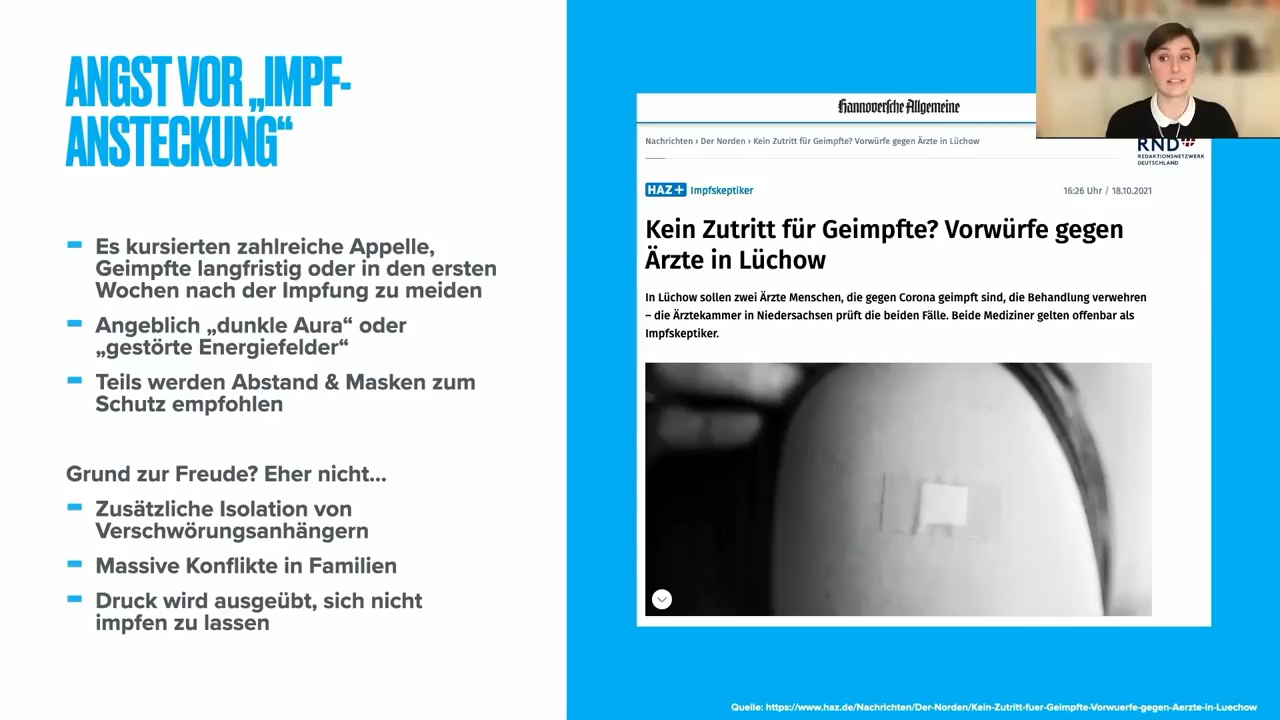 ANGST VOR „IMPF-
ANSTECKUNG“
Es kursierten zahlreiche Appelle,
Geimpfte langfristig oder in den ersten
Wochen nach der Impfung zu meiden
Angeblich „dunkle Aura“ oder
„gestörte Energiefelder“
Teils werden Abstand & Masken zum
Schutz empfohlen
Grund zur Freude? Eher nicht...
Zusätzliche Isolation von
Verschwörungsanhängern
Massive Konflikte in Familien
Druck wird ausgeübt, sich nicht
impfen zu lassen
Hannoversche Allgemeine
Nachrichten › Der Norden › Kein Zutritt für Geimpfte? Vorwürfe gegen Ärzte in Lüchow
RND
REDAKTIONSNETZWERK
DEUTSCHLAND
HAZ+ Impfskeptiker
16:26 Uhr / 18.10.2021
Kein Zutritt für Geimpfte? Vorwürfe gegen
Ärzte in Lüchow
In Lüchow sollen zwei Ärzte Menschen, die gegen Corona geimpft sind, die Behandlung verwehren
– die Ärztekammer in Niedersachsen prüft die beiden Fälle. Beide Mediziner gelten offenbar als
Impfskeptiker.
Quelle: https://www.haz.de/Nachrichten/Der-Norden/Kein-Zutritt-fuer-Geimpfte-Vorwuerfe-gegen-Aerzte-in-Luechow